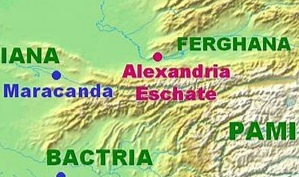 FERGHANA
IANA
Alexandria
Eschate
Maracanda
PAMI
BACTRIA